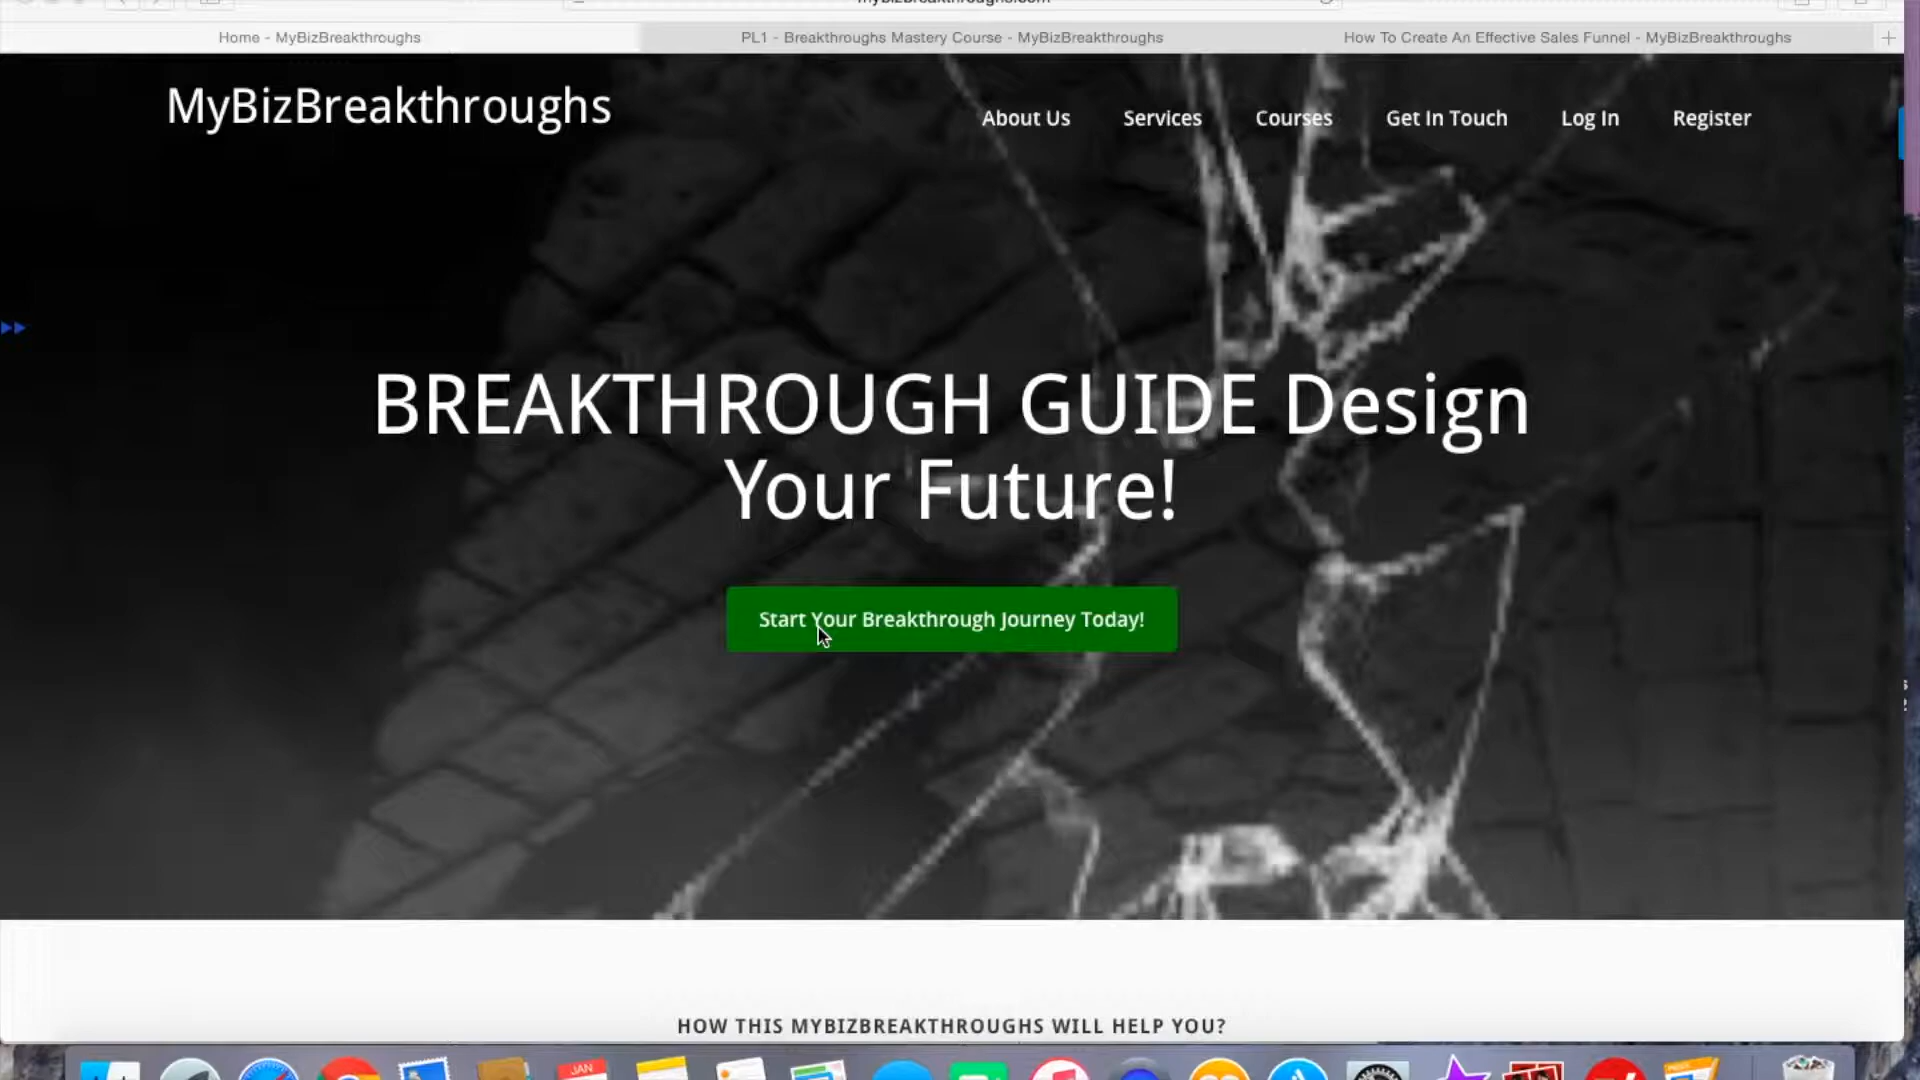 Home - MyBizBreakthroughs
PL1 - Breakthroughs Mastery Course - MyBizBreakthroughs
How To Create An Effective Sales Funnel - MyBizBreakthroughs
MyBizBreakthroughs
About Us
Services
Courses
Get In Touch
Log In
Register
BREAKTHROUGH GUIDE Design
Your Future!
Start Your Breakthrough Journey Today!
HOW THIS MYBIZBREAKTHROUGHS WILL HELP YOU?
JAN